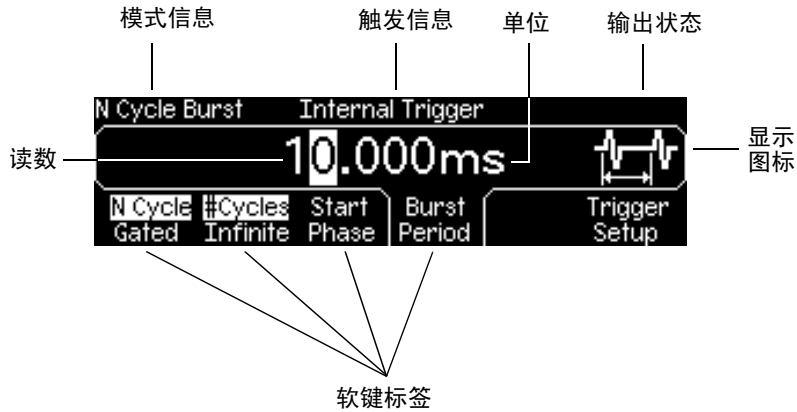 模式信息 触发信息 单位 输出状态
N Cycle Burst Internal Trigger
读数 10.000ms 显示
图标
N Cycle #Cycles Start Burst Trigger
Gated Infinite Phase Period Setup
软键标签